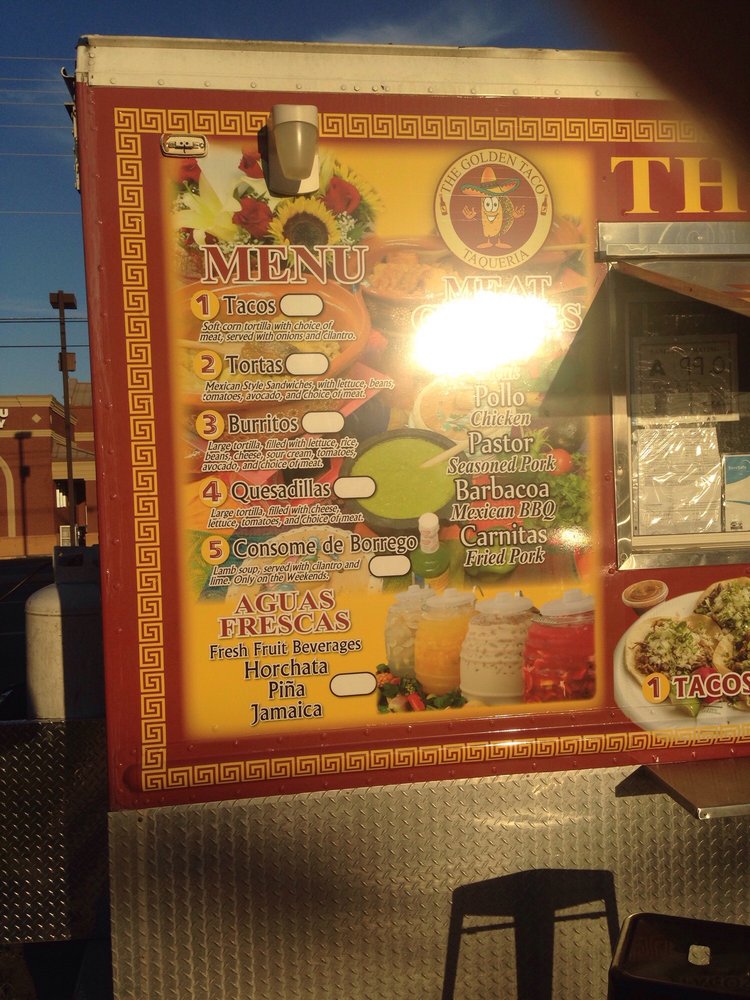 THE GOLDEN TACO
TAQUERIA
TH
MENU
1 Tacos
Soft corn tortilla with choice of
meat, served with onions and cilantro.
2 Tortas
Mexican Style Sandwiches, with lettuce, beans,
tomatoes, avocado, and choice of meat.
3 Burritos
Large tortilla, filled with lettuce, rice,
beans, cheese, sour cream, tomatoes,
avocado, and choice of meat.
4 Quesadillas
Large tortilla, filled with cheese,
lettuce, tomatoes, and choice of meat.
5 Consome de Borrego
Lamb soup, served with cilantro and
lime. Only on the Weekends.
AGUAS
FRESCAS
Fresh Fruit Beverages
Horchata
Piña
Jamaica
MEAT
Pollo
Chicken
Pastor
Seasoned Pork
Barbacoa
Mexican BBQ
Carnitas
Fried Pork
1 TACOS